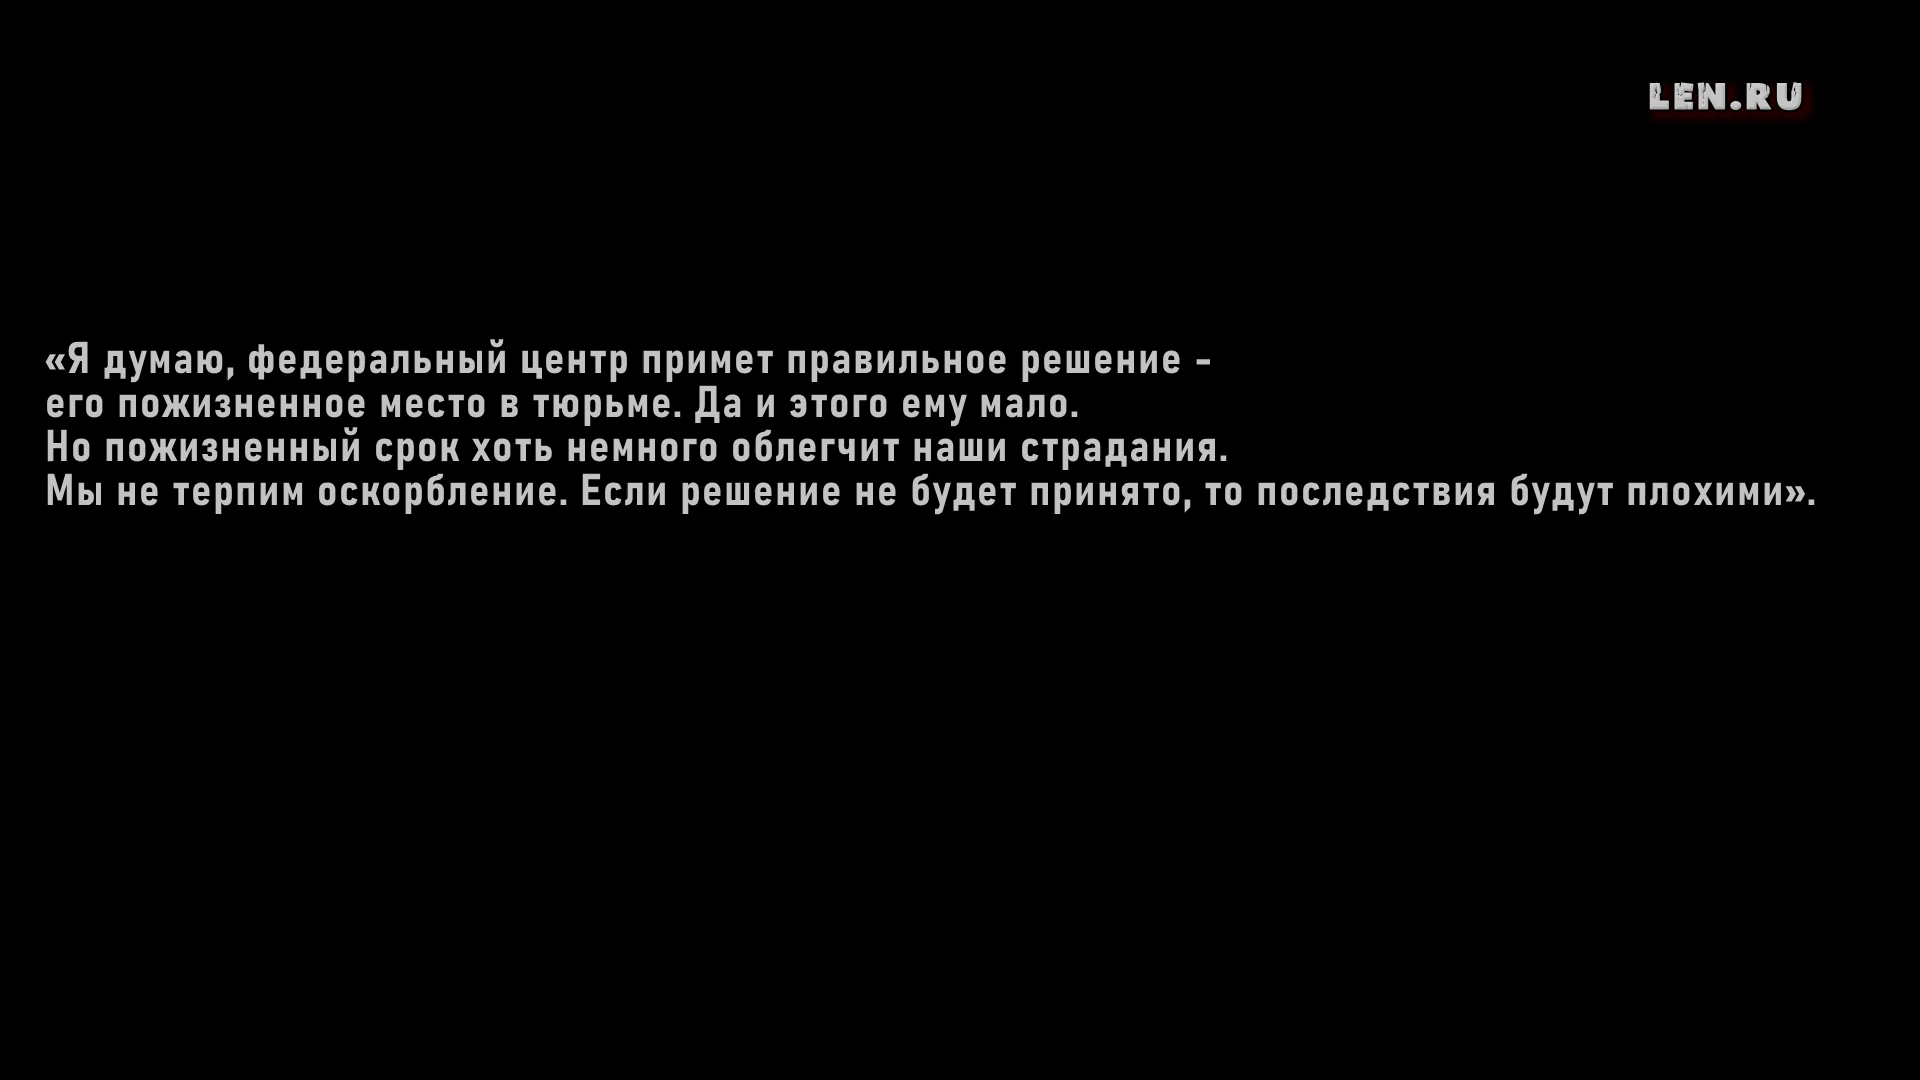 LEN.RU
«Я думаю, федеральный центр примет правильное решение -
его пожизненное место в тюрьме. Да и этого ему мало.
Но пожизненный срок хоть немного облегчит наши страдания.
Мы не терпим оскорбление. Если решение не будет принято, то последствия будут плохими».